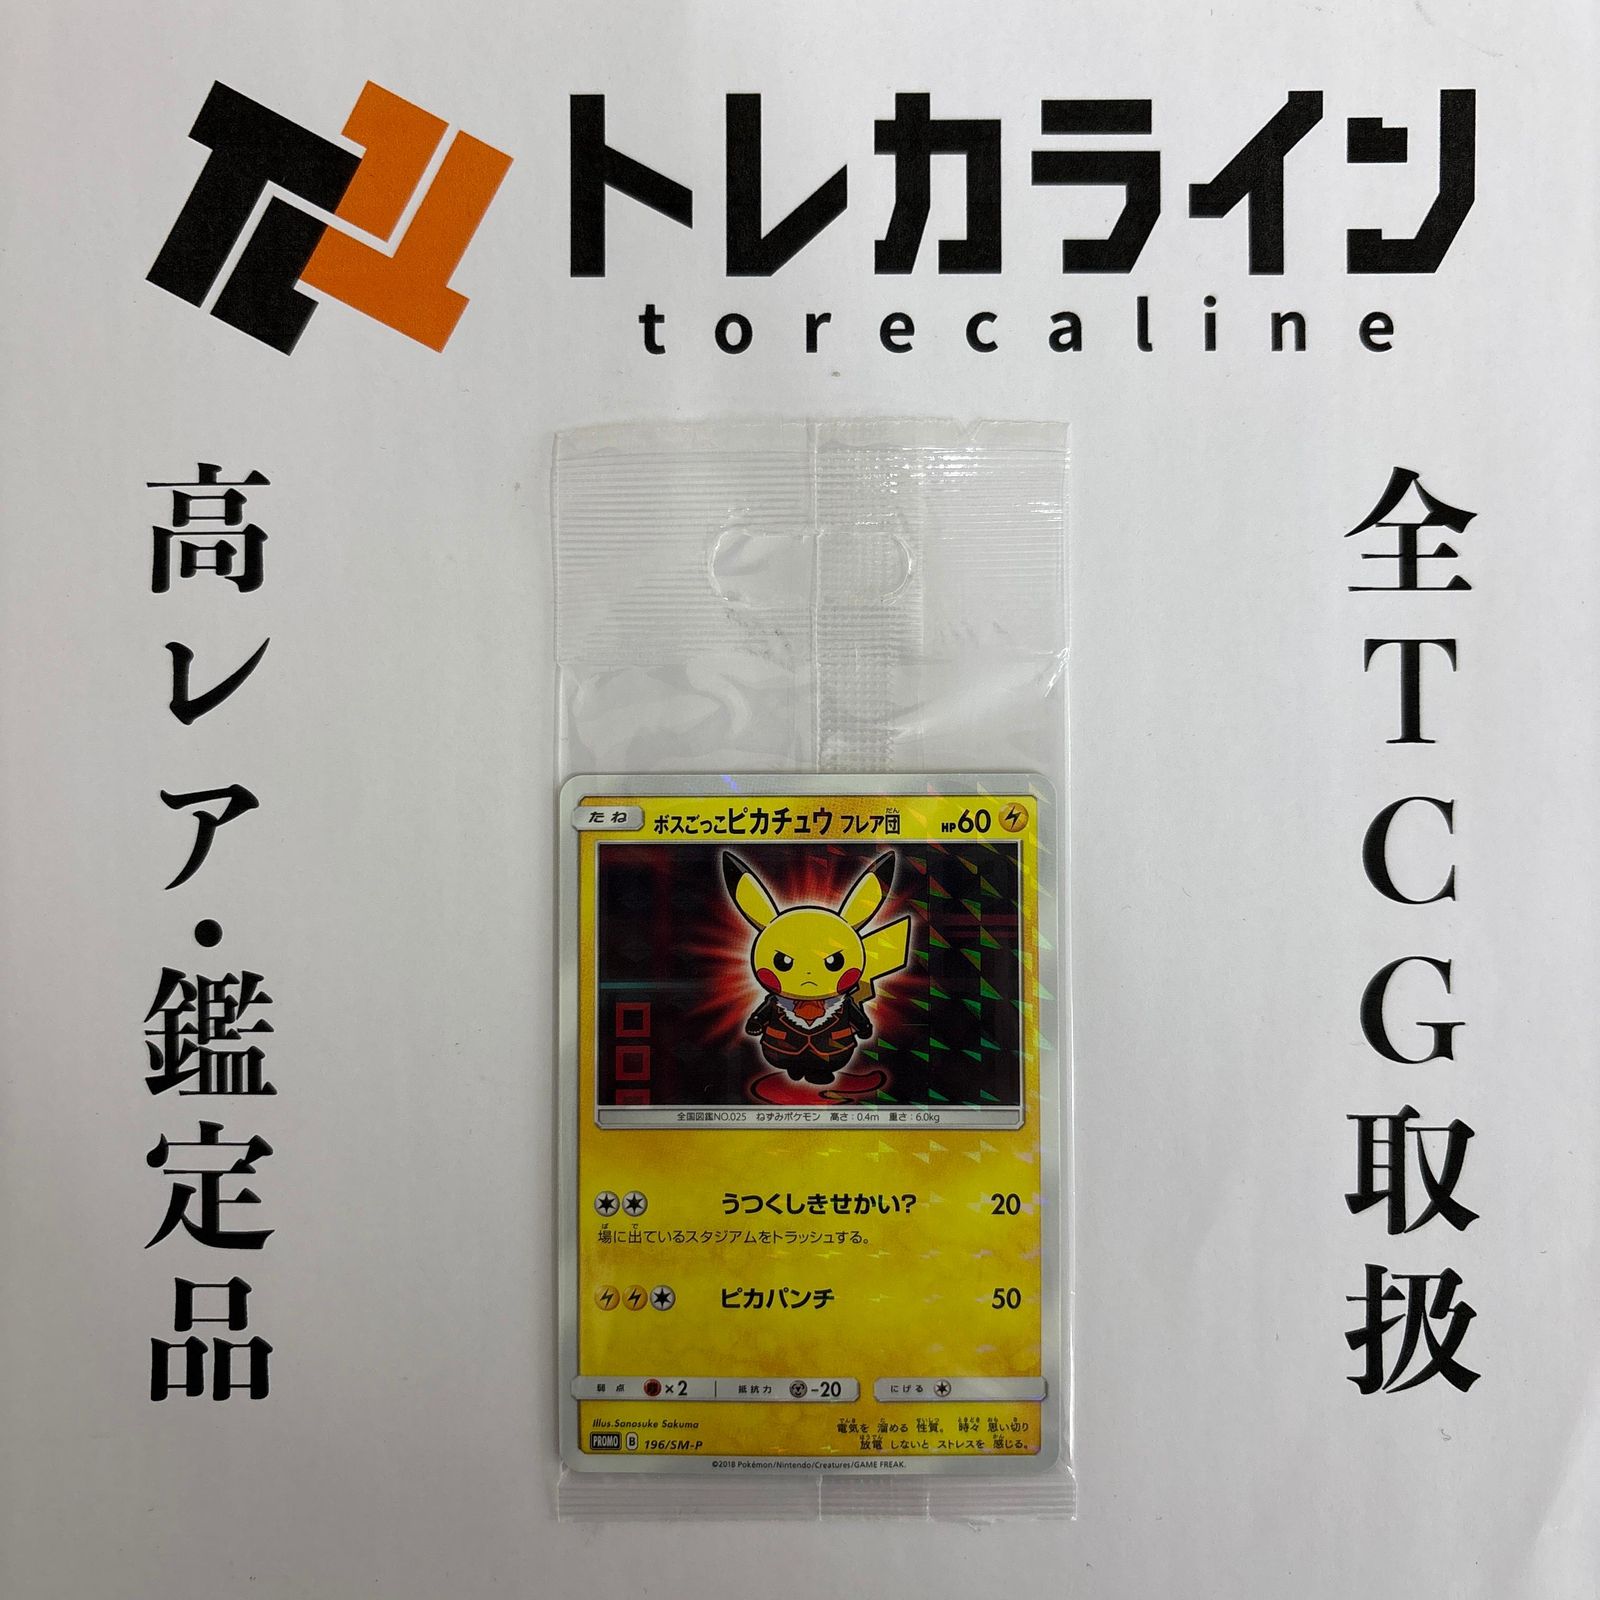 トレカライン
torecaline
高レア・鑑定品
全TCG取扱
たね ボスごっこピカチュウ フレア団 HP60
全国図鑑NO.025 ねずみポケモン 高さ:0.4m 重さ:6.0kg
うつくしきせかい? 20
場に出ているスタジアムをトラッシュする。
ピカパンチ 50
弱点 ×2 抵抗力 -20 にげる
Illus.Sanosuke Sakuma
PROMO B 196/SM-P
電気を 溜める 性質。 時々 思い切り
放電 しないと ストレスを 感じる。
©2018 Pokémon/Nintendo/Creatures/GAME FREAK.